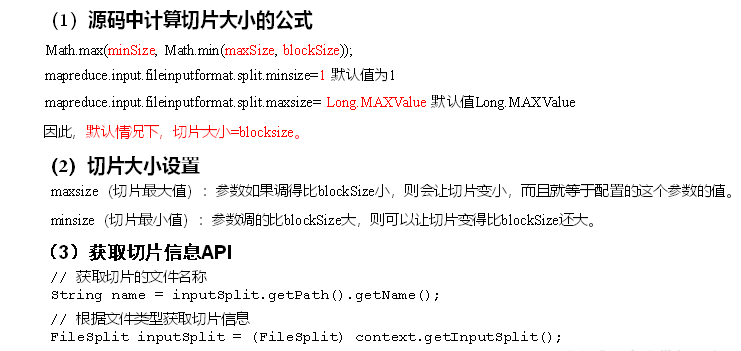 （1）源码中计算切片大小的公式
Math.max(minSize, Math.min(maxSize, blockSize));
mapreduce.input.fileinputformat.split.minsize=1 默认值为1
mapreduce.input.fileinputformat.split.maxsize= Long.MAXValue 默认值Long.MAXValue
因此，默认情况下，切片大小=blocksize。
（2）切片大小设置
maxsize（切片最大值）：参数如果调得比blockSize小，则会让切片变小，而且就等于配置的这个参数的值。
minsize（切片最小值）：参数调的比blockSize大，则可以让切片变得比blockSize还大。
（3）获取切片信息API
// 获取切片的文件名称
String name = inputSplit.getPath().getName();
// 根据文件类型获取切片信息
FileSplit inputSplit = (FileSplit) context.getInputSplit();